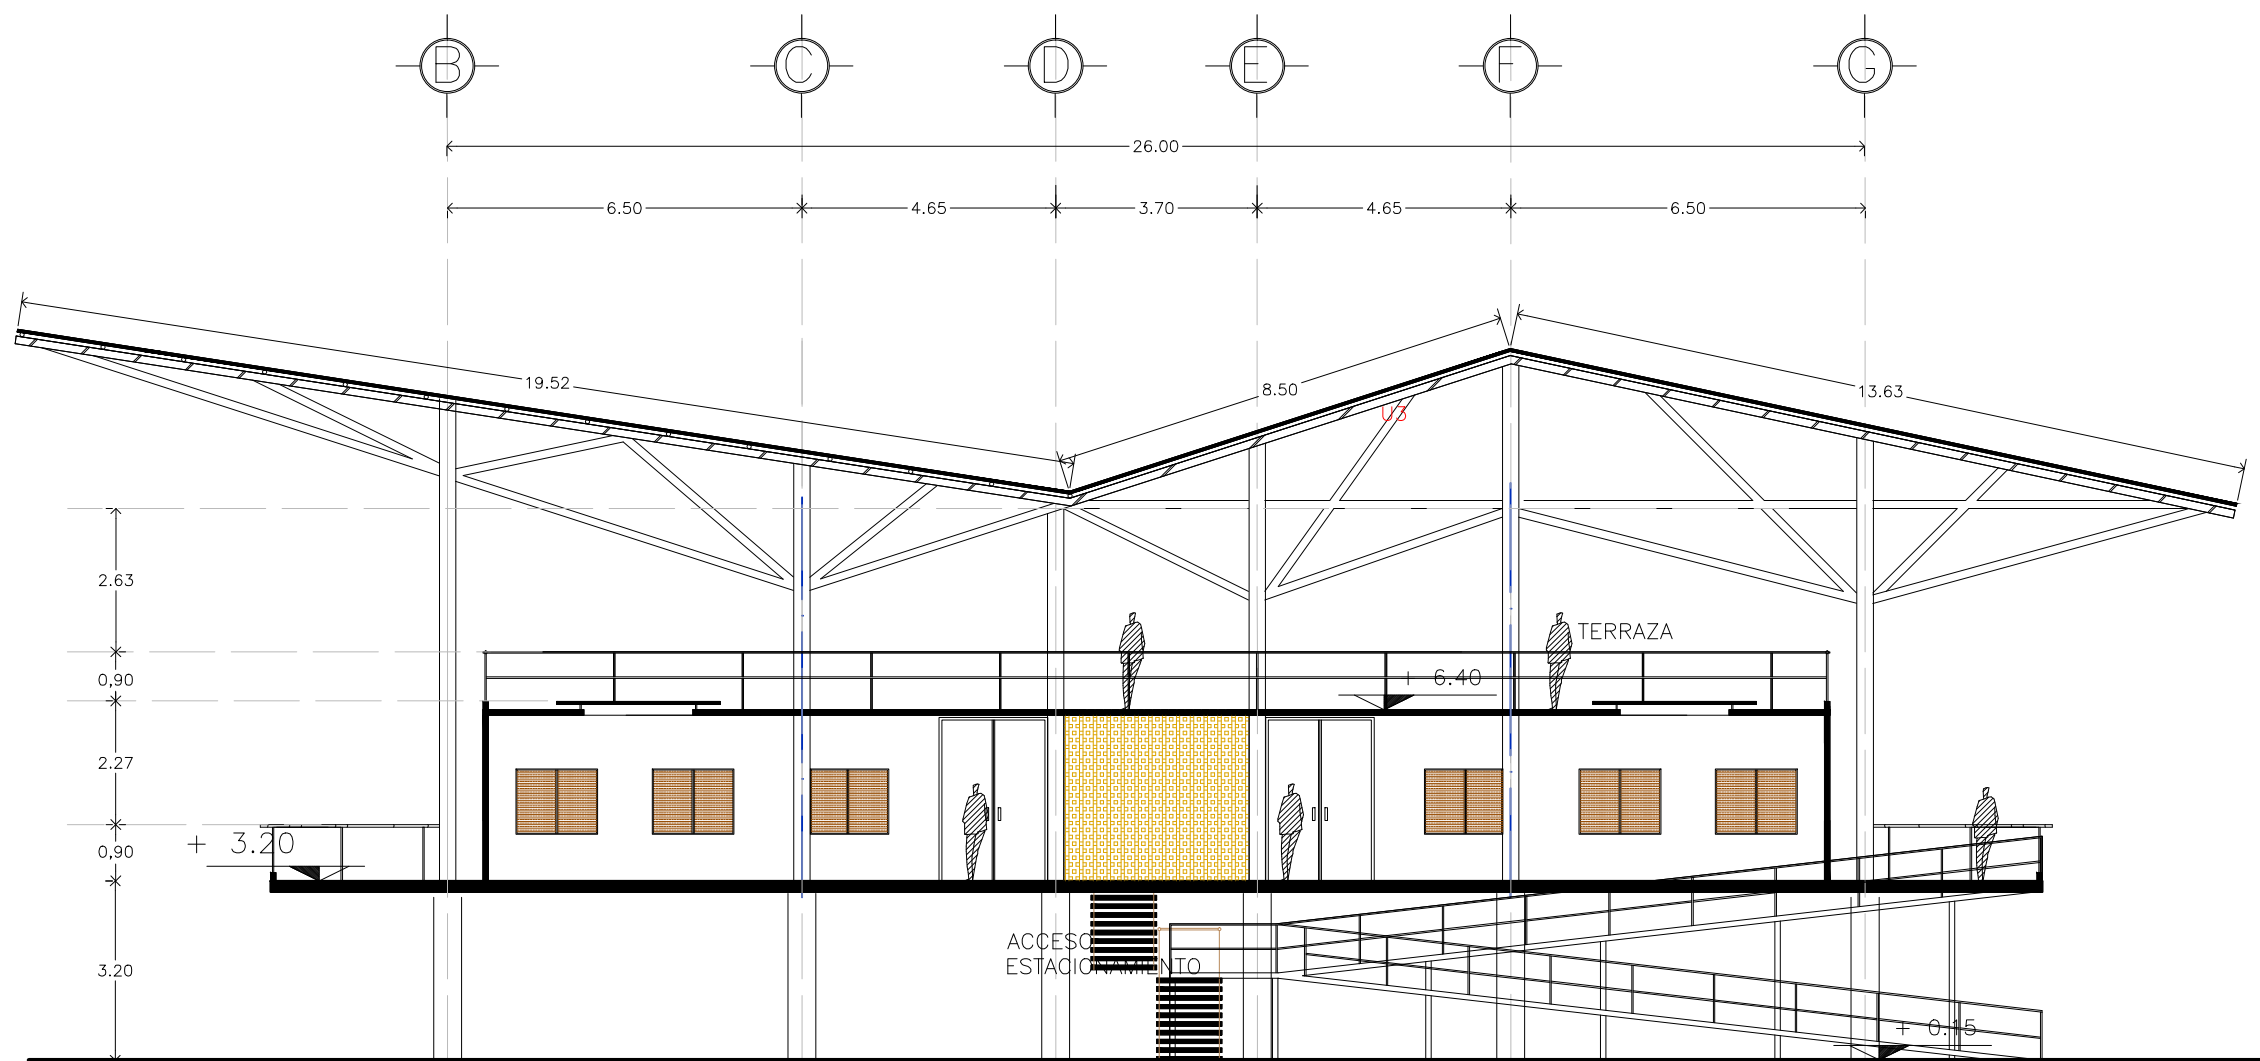 B C D E F G
26.00
6.50 4.65 3.70 4.65 6.50
19.52 8.50 13.63
U3
2.63
TERRAZA
0,90
+ 6.40
2.27
+ 3.20
0,90
ACCESO
ESTACIONAMIENTO
3.20
+ 0.15